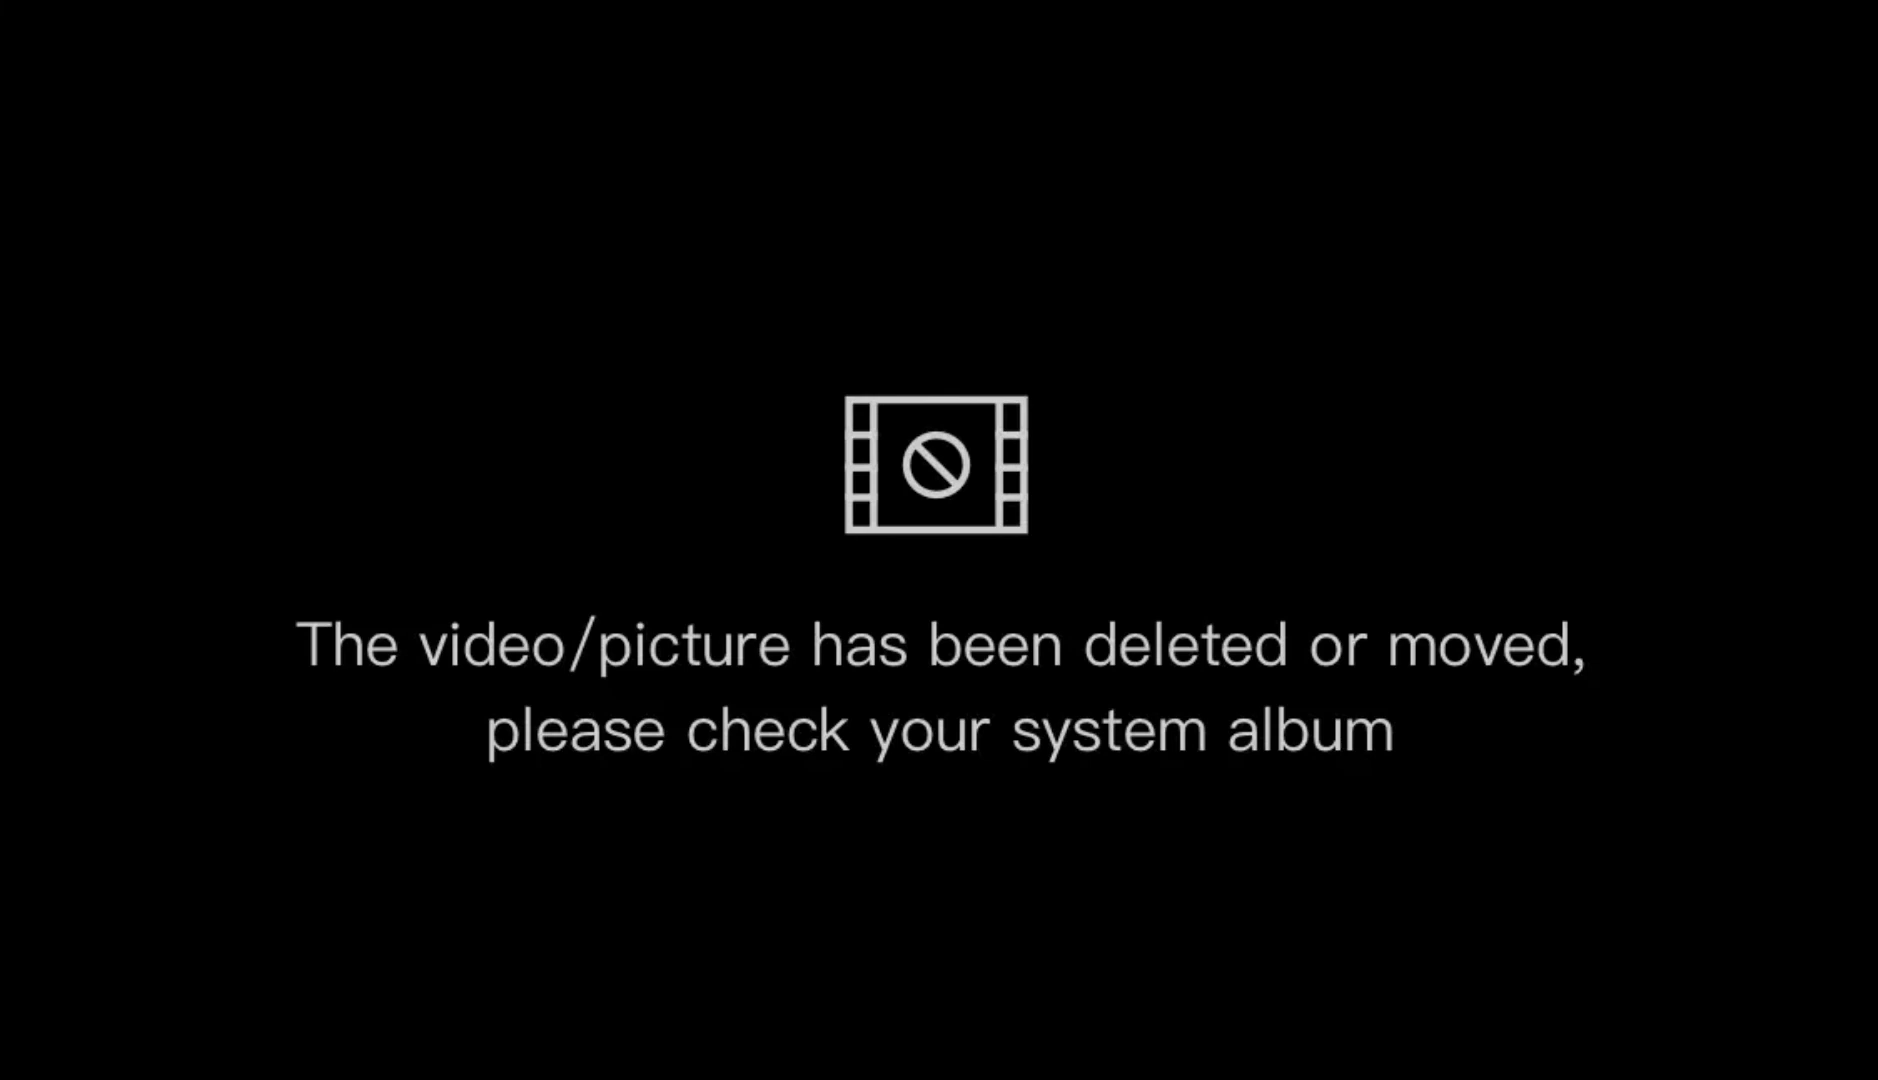 The video/picture has been deleted or moved,
please check your system album